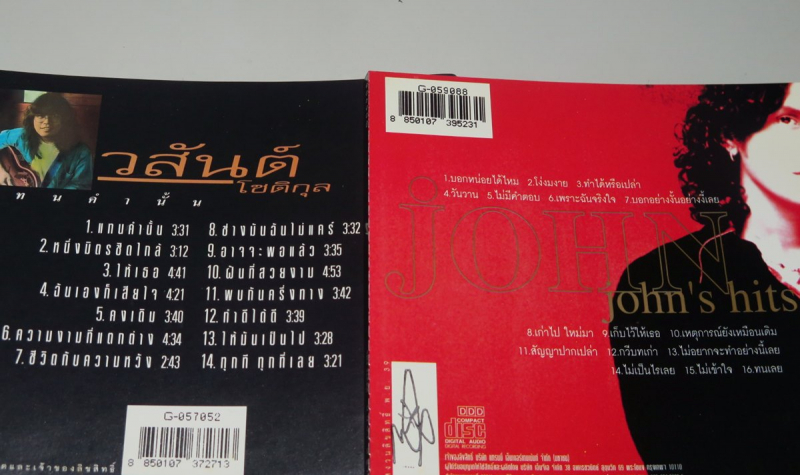 วสันต์
โชติกุล
แทนคำนั้น
1.แทนคำนั้น 3:31
2.หนึ่งมิตรชิดใกล้ 3:12
3.ให้เธอ 4:41
4.ฉันเองก็เสียใจ 4:21
5.คงเดิม 3:40
6.ความงามที่แตกต่าง 4:34
7.ชีวิตกับความหวัง 2:43
8.ช่างมันฉันไม่แคร์ 3:32
9.อาจจะพอแล้ว 3:35
10.ฝันที่สวยงาม 4:53
11.พบกันครึ่งทาง 3:42
12.ทำดีได้ดี 3:39
13.ให้มันเป็นไป 3:28
14.ทุกที ทุกที่เลย 3:21
G-057052
8 850107 372713
G-059088
8 850107 395231
1.บอกหน่อยได้ไหม 2.โง่งมงาย 3.ทำได้หรือเปล่า
4.วันวาน 5.ไม่มีคำตอบ 6.เพราะฉันจริงใจ 7.บอกอย่างงั้นอย่างงี้เลย
JOHN
john's hits
8.เก่าไป ใหม่มา 9.เก็บไว้ให้เธอ 10.เหตุการณ์ยังเหมือนเดิม
11.สัญญาปากเปล่า 12.กวีบทเก่า 13.ไม่อยากจะทำอย่างนี้เลย
14.ไม่เป็นไรเลย 15.ไม่เข้าใจ 16.ทนเลย
DDD
COMPACT
disc
DIGITAL AUDIO